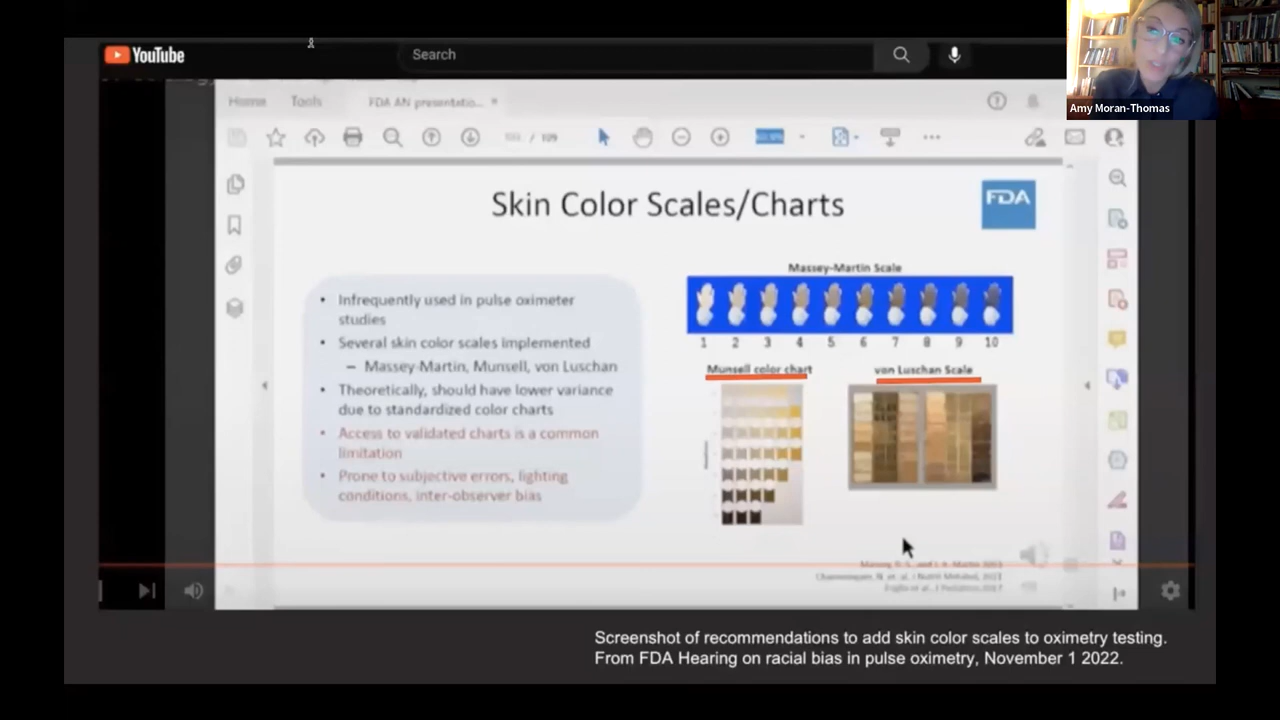 YouTube
Search
Amy Moran-Thomas
Home
Tools
FDA AN presentatio...
/ 109
Skin Color Scales/Charts
FDA
Infrequently used in pulse oximeter
studies
Several skin color scales implemented
– Massey-Martin, Munsell, von Luschan
Theoretically, should have lower variance
due to standardized color charts
Access to validated charts is a common
limitation
Prone to subjective errors, lighting
conditions, inter-observer bias
Massey-Martin Scale
1 2 3 4 5 6 7 8 9 10
Munsell color chart
von Luschan Scale
Screenshot of recommendations to add skin color scales to oximetry testing.
From FDA Hearing on racial bias in pulse oximetry, November 1 2022.